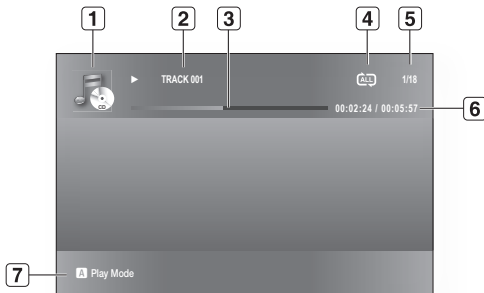 1 2 3 4 5
TRACK 001 ALL 1/18
CD
00:02:24 / 00:05:57 6
7 A Play Mode